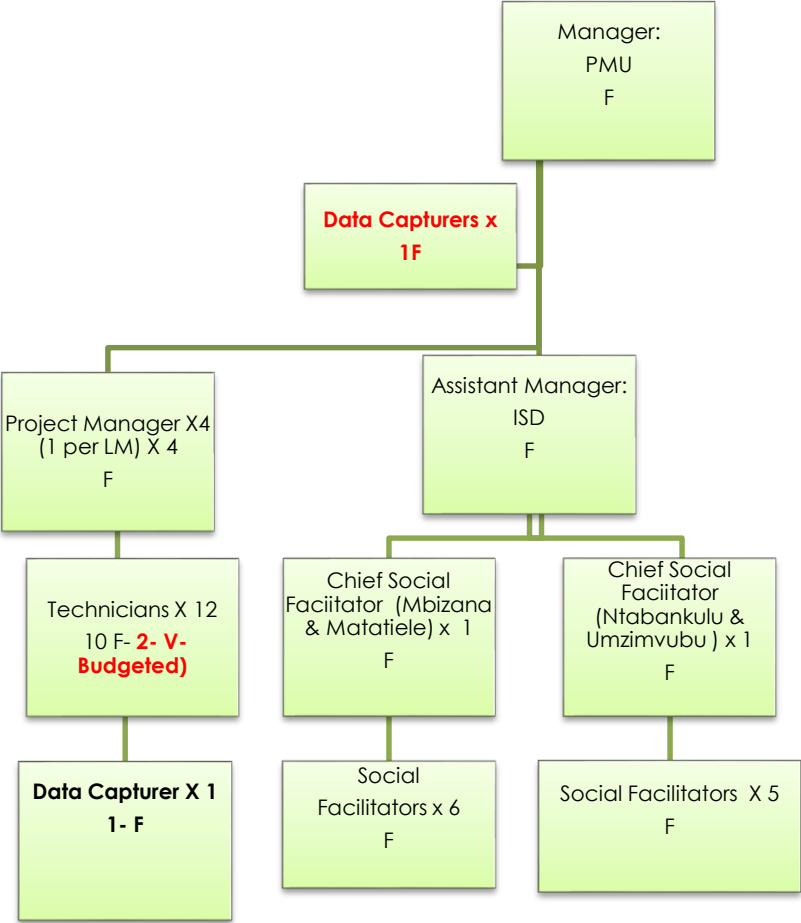 Manager:
PMU
F
Data Capturers x
1F
Project Manager X4
(1 per LM) X 4
F
Assistant Manager:
ISD
F
Technicians X 12
10 F- 2- V-
Budgeted)
Chief Social
Faciitator (Mbizana
& Matatiele) x 1
F
Chief Social
Faciitator
(Ntabankulu &
Umzimvubu ) x 1
F
Data Capturer X 1
1- F
Social
Facilitators x 6
F
Social Facilitators X 5
F